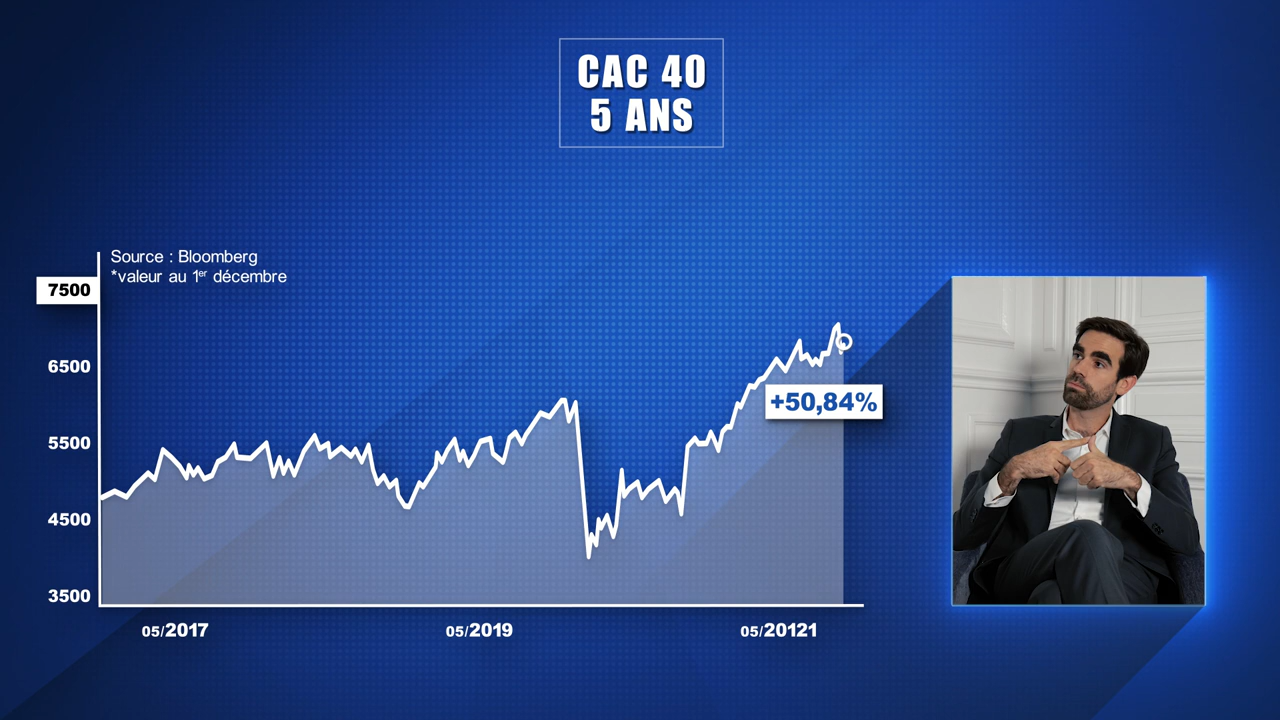 CAC 40
5 ANS
Source : Bloomberg
*valeur au 1er décembre
7500
6500
+50,84%
5500
4500
3500
05/2017
05/2019
05/20121